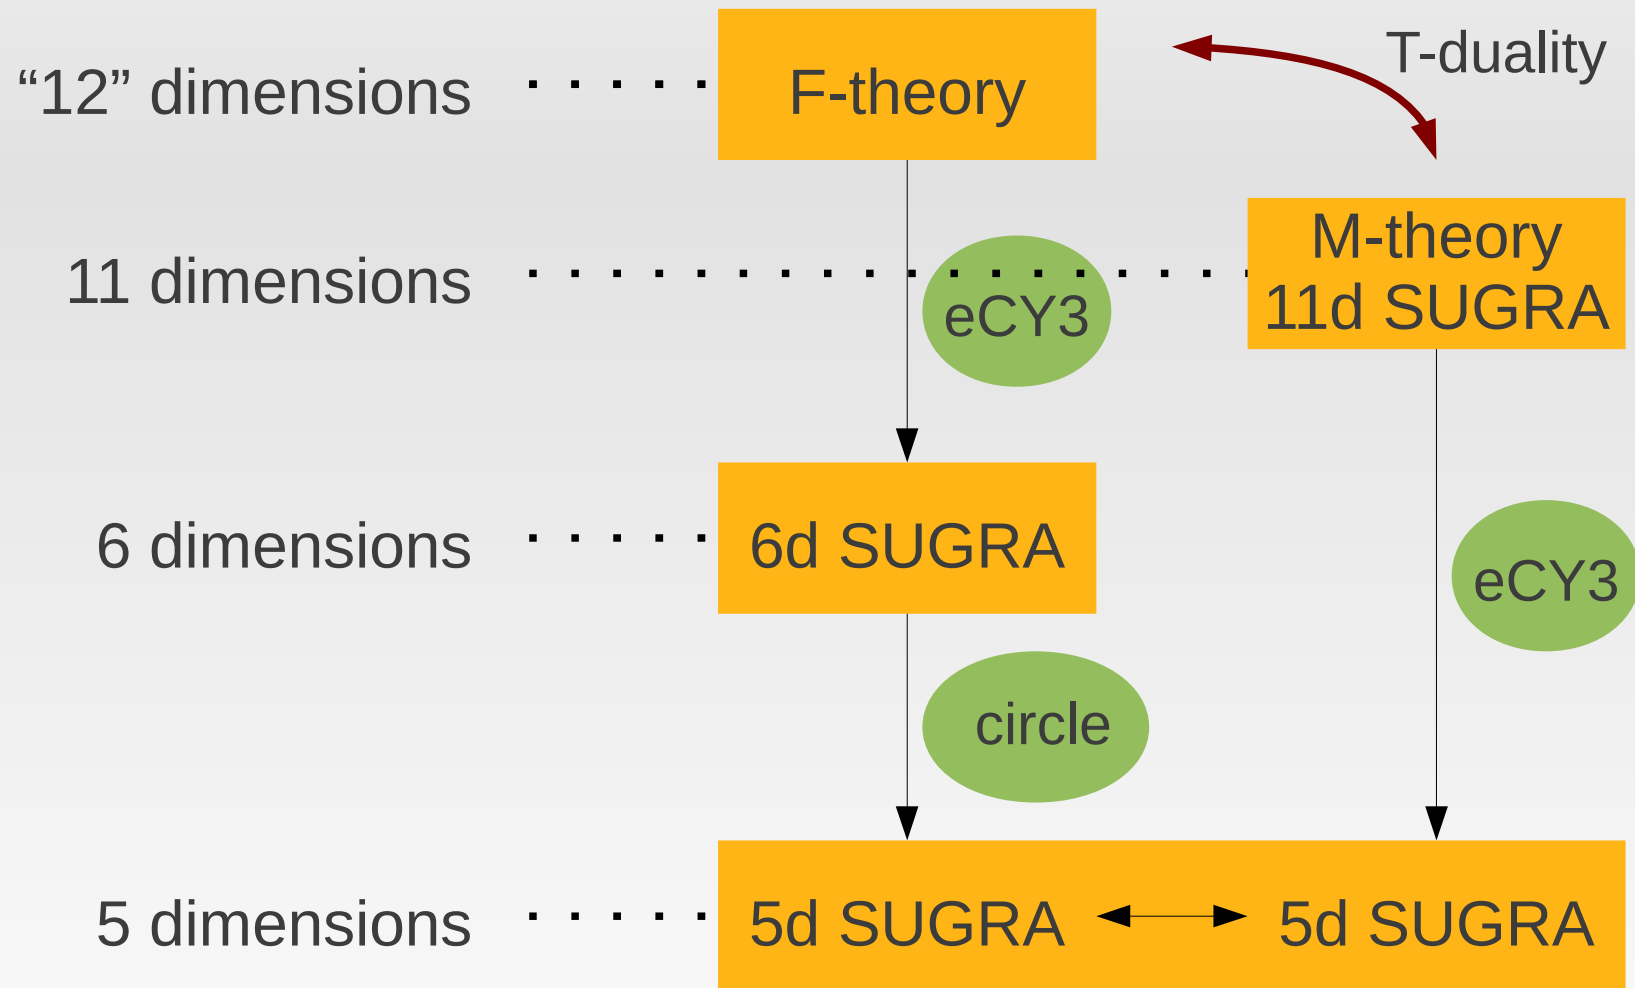 “12” dimensions
F-theory
T-duality
11 dimensions
eCY3
M-theory
11d SUGRA
6 dimensions
6d SUGRA
eCY3
circle
5 dimensions
5d SUGRA
5d SUGRA